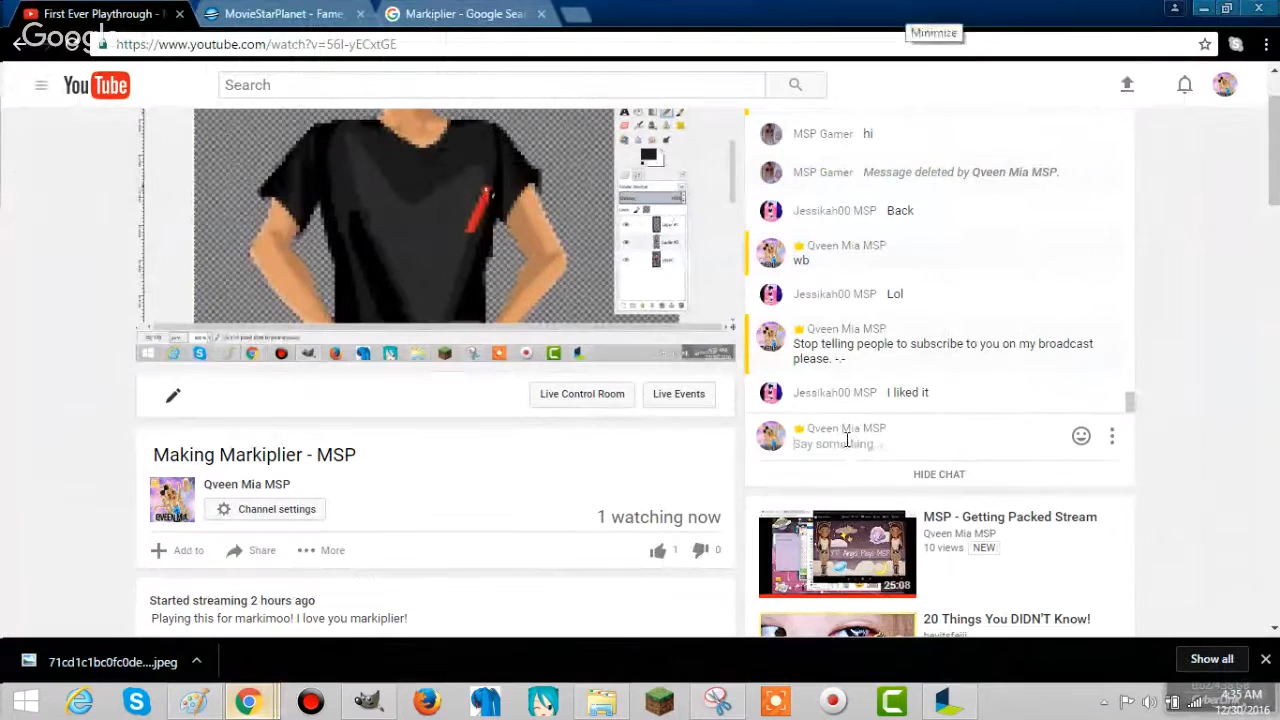 First Ever Playthrough -
MovieStarPlanet - Fame
Markiplier - Google Sea
Google
https://www.youtube.com/watch?v=56I-yECxtGE
Minimize
YouTube
Search
MSP Gamer hi
MSP Gamer Message deleted by Qveen Mia MSP.
Jessikah00 MSP Back
Qveen Mia MSP
wb
Jessikah00 MSP Lol
Qveen Mia MSP
Stop telling people to subscribe to you on my broadcast
please. -.-
Jessikah00 MSP I liked it
Qveen Mia MSP
Say something...
HIDE CHAT
Live Control Room
Live Events
Making Markiplier - MSP
Qveen Mia MSP
Channel settings
1 watching now
Add to
Share
More
1
0
Started streaming 2 hours ago
Playing this for markimoo! I love you markiplier!
MSP - Getting Packed Stream
Qveen Mia MSP
10 views NEW
25:08
20 Things You DIDN'T Know!
71cd1c1bc0fc0de....jpeg
Show all
4:35 AM
12/30/2016